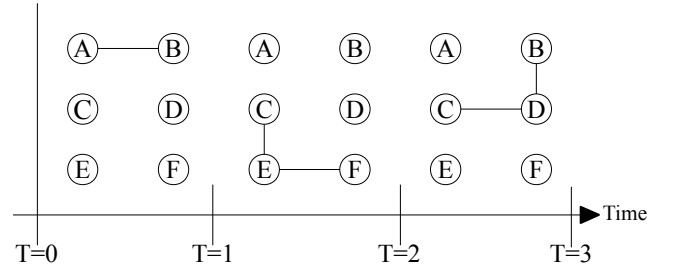 A B A B A B
C D C D C D
E F E F E F
Time
T=0 T=1 T=2 T=3